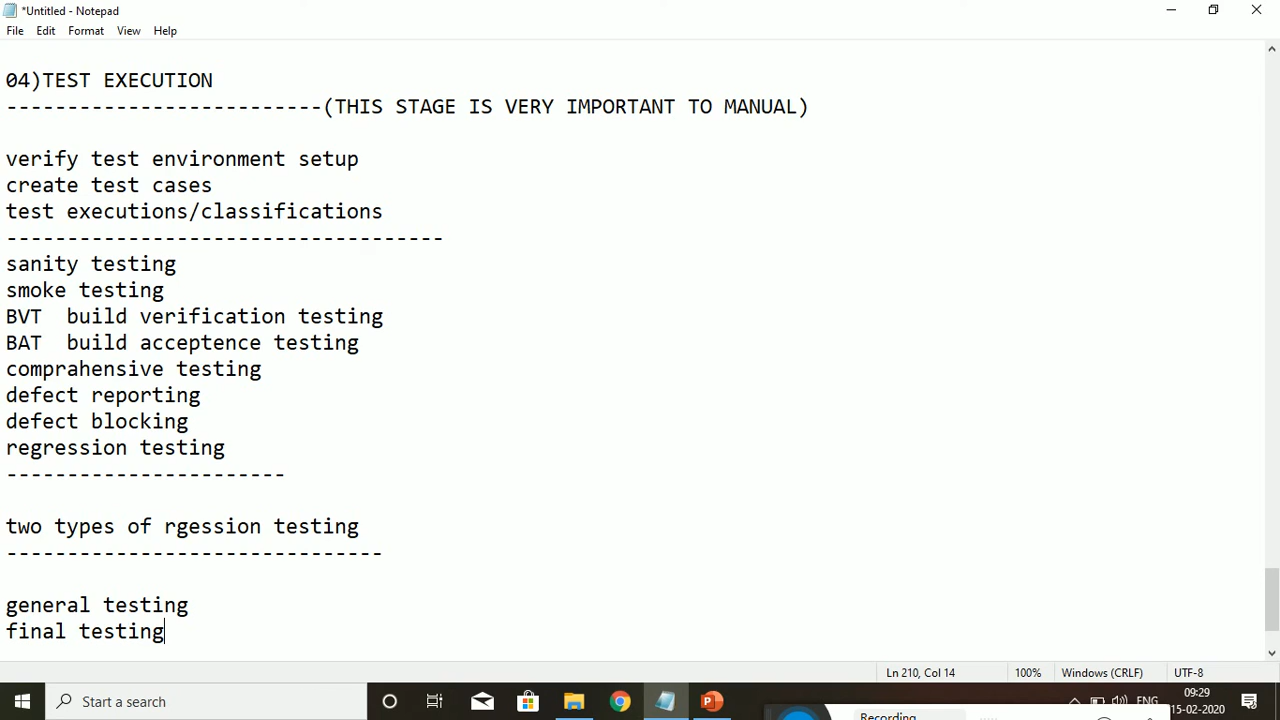 *Untitled - Notepad
File Edit Format View Help
04)TEST EXECUTION
--------------------------(THIS STAGE IS VERY IMPORTANT TO MANUAL)
verify test environment setup
create test cases
test executions/classifications
------------------------------------
sanity testing
smoke testing
BVT  build verification testing
BAT  build acceptence testing
comprahensive testing
defect reporting
defect blocking
regression testing
-----------------------
two types of rgession testing
-------------------------------
general testing
final testing
Ln 210, Col 14 100% Windows (CRLF) UTF-8
Start a search
ENG
09:29
15-02-2020
Recording